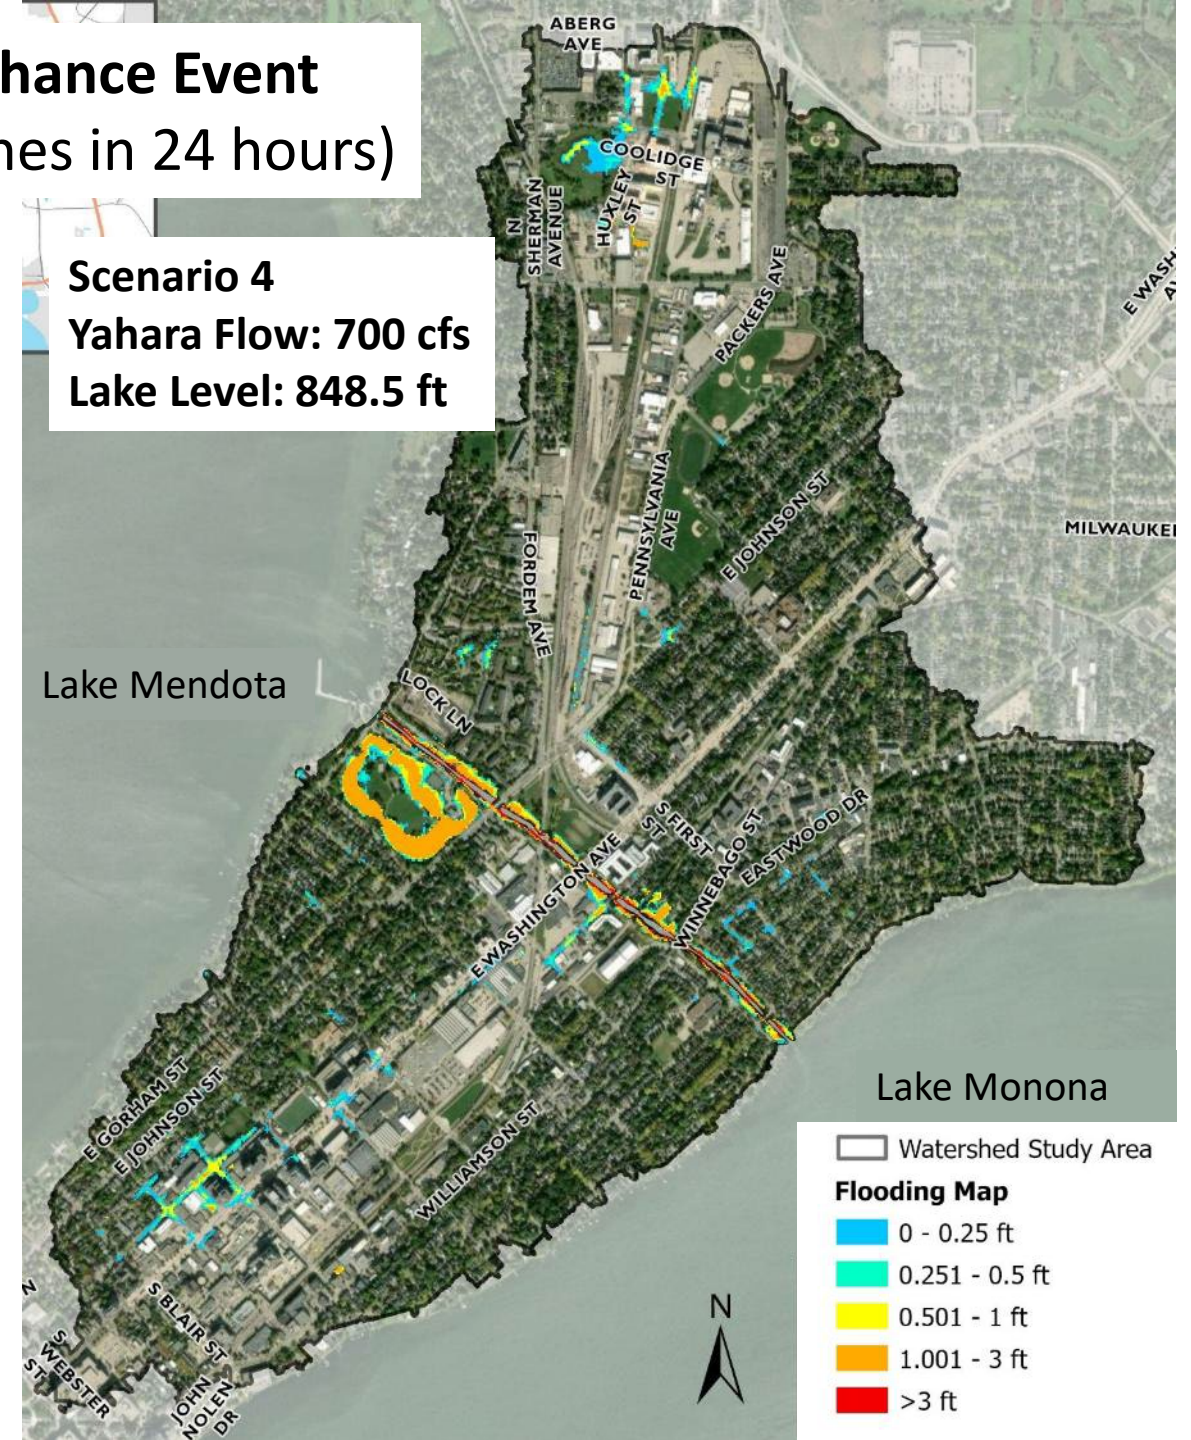 hance Event
hes in 24 hours)
Scenario 4
Yahara Flow: 700 cfs
Lake Level: 848.5 ft
ABERG
AVE
COOLIDGE
ST
HUXLEY
ST
N
SHERMAN
AVENUE
PACKERS AVE
E WASH
AV
PENNSYLVANIA
AVE
E JOHNSON ST
MILWAUKEE
FORDEM AVE
Lake Mendota
LOCK LN
S FIRST
ST
WINNEBAGO ST
EASTWOOD DR
E WASHINGTON AVE
E GORHAM ST
E JOHNSON ST
WILLIAMSON ST
Lake Monona
S BLAIR ST
N
S
WEBSTER
ST
JOHN
NOLEN
DR
N
Watershed Study Area
Flooding Map
0 - 0.25 ft
0.251 - 0.5 ft
0.501 - 1 ft
1.001 - 3 ft
>3 ft